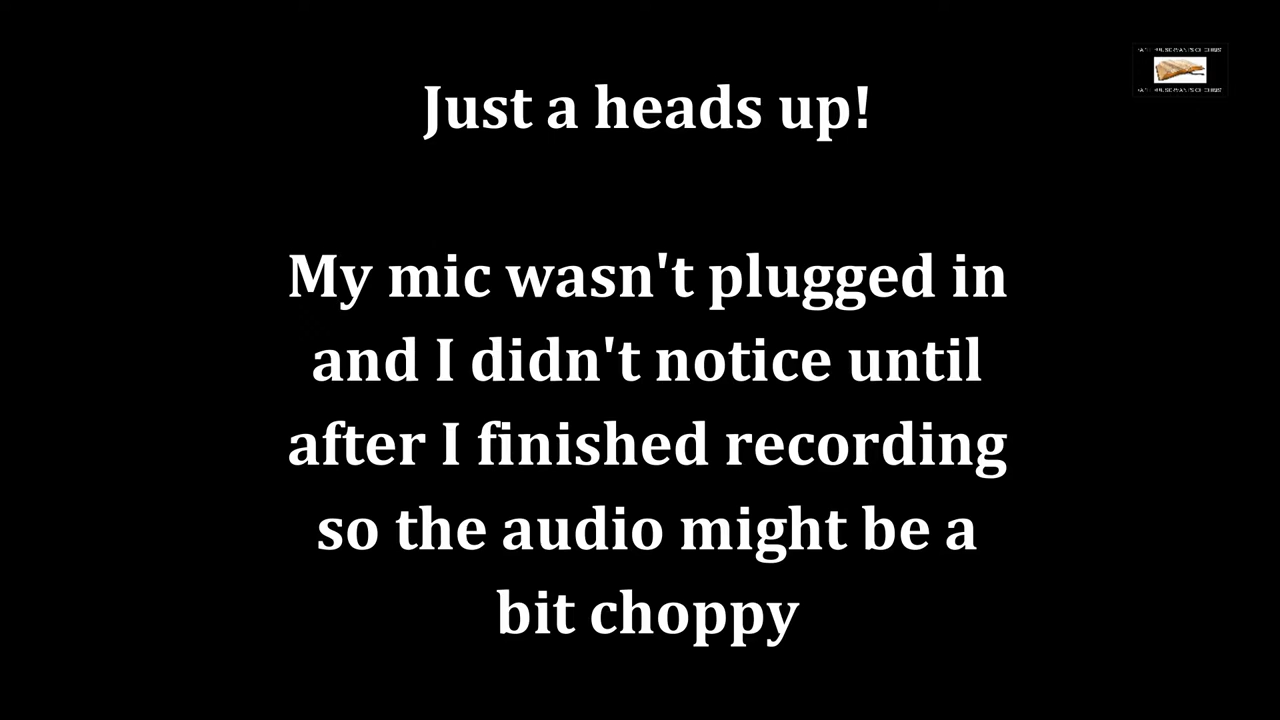 Just a heads up!
My mic wasn't plugged in
and I didn't notice until
after I finished recording
so the audio might be a
bit choppy